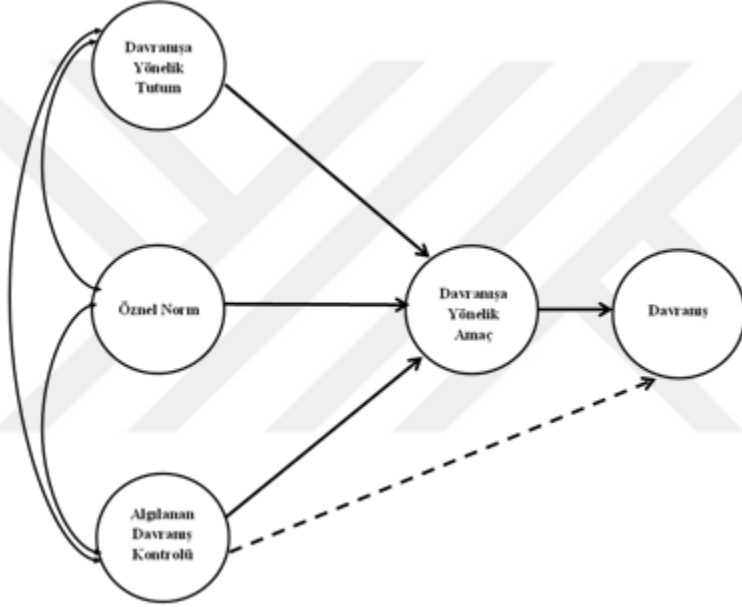 Davranışa
Yönelik
Tutum
Öznel Norm
Davranışa
Yönelik
Amaç
Davranış
Algılanan
Davranış
Kontrolü